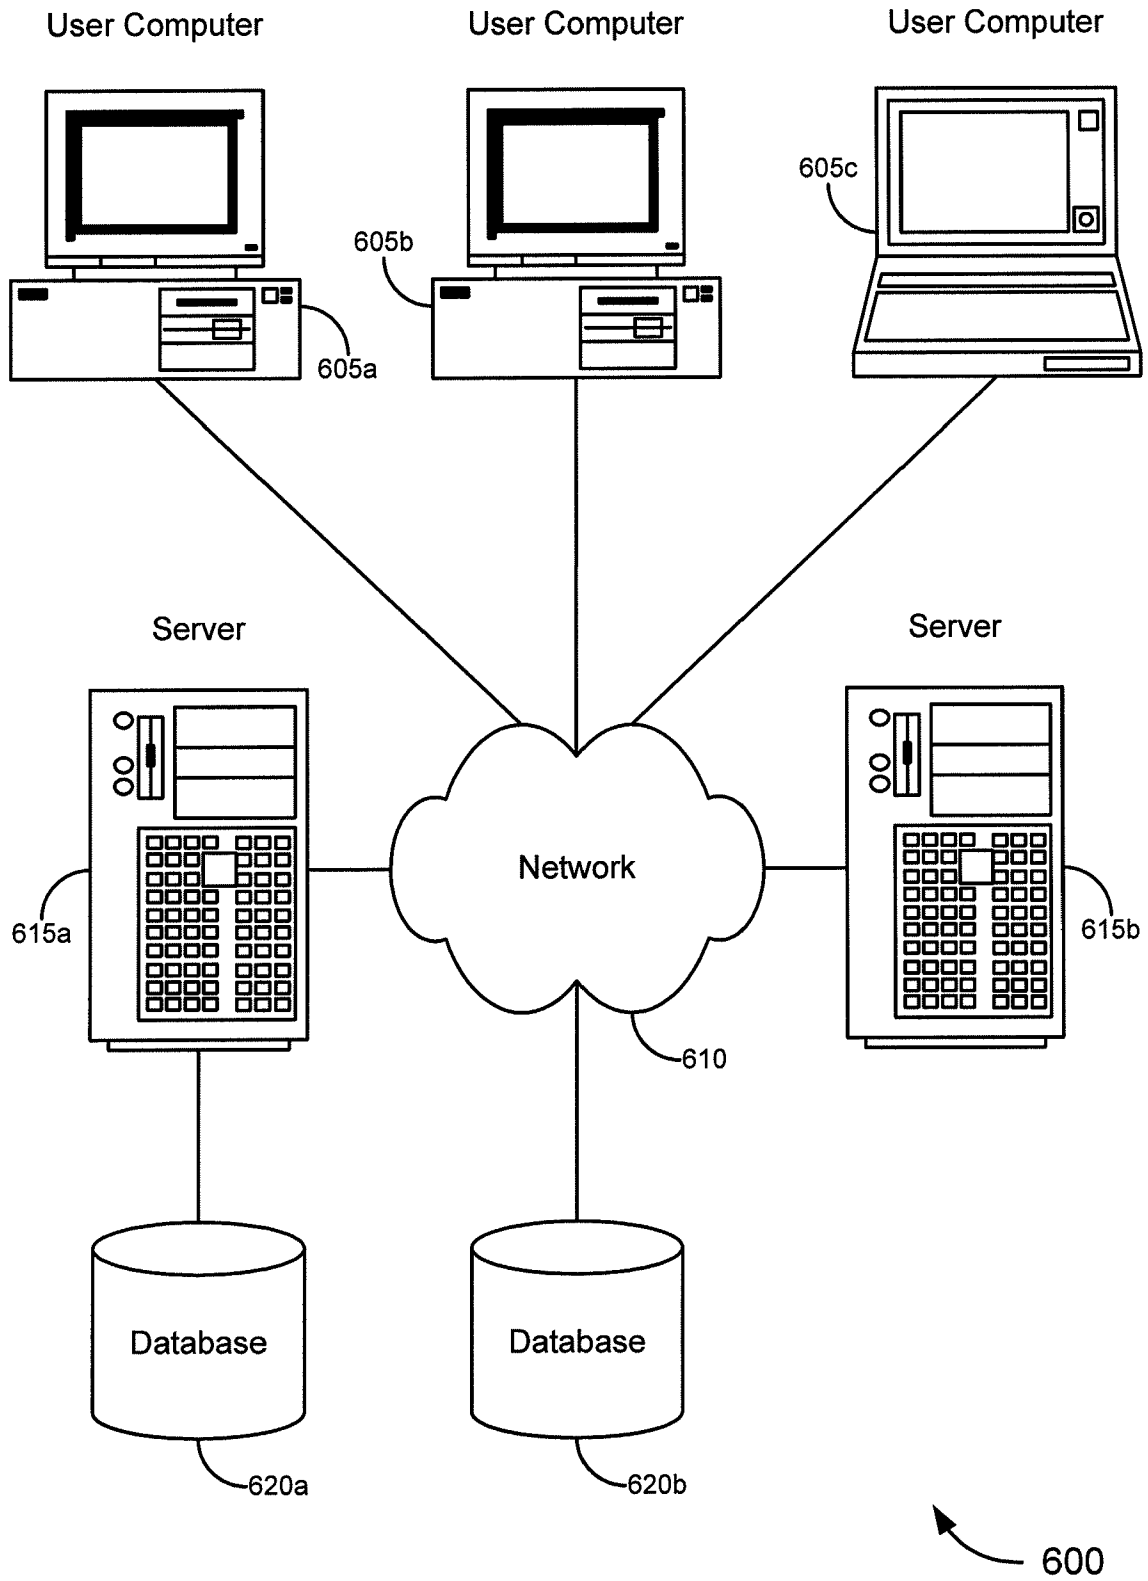 User Computer
User Computer
User Computer
605c
605b
605a
Server
Server
Network
615a
615b
610
Database
Database
620a
620b
600